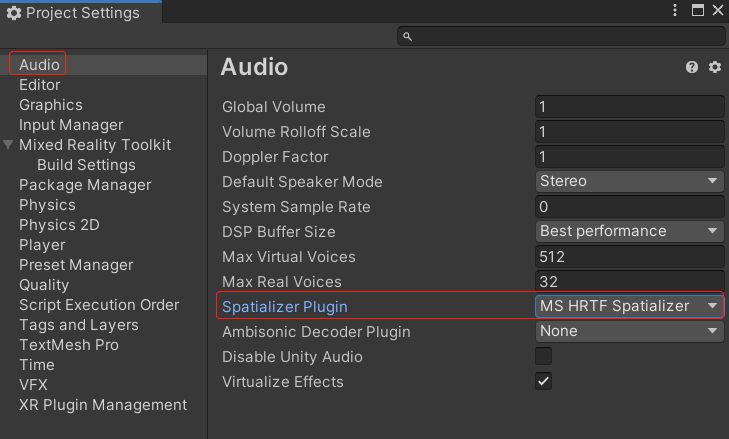 Project Settings
Audio
Editor
Graphics
Input Manager
Mixed Reality Toolkit
Build Settings
Package Manager
Physics
Physics 2D
Player
Preset Manager
Quality
Script Execution Order
Tags and Layers
TextMesh Pro
Time
VFX
XR Plugin Management
Audio
Global Volume 1
Volume Rolloff Scale 1
Doppler Factor 1
Default Speaker Mode Stereo
System Sample Rate 0
DSP Buffer Size Best performance
Max Virtual Voices 512
Max Real Voices 32
Spatializer Plugin MS HRTF Spatializer
Ambisonic Decoder Plugin None
Disable Unity Audio
Virtualize Effects